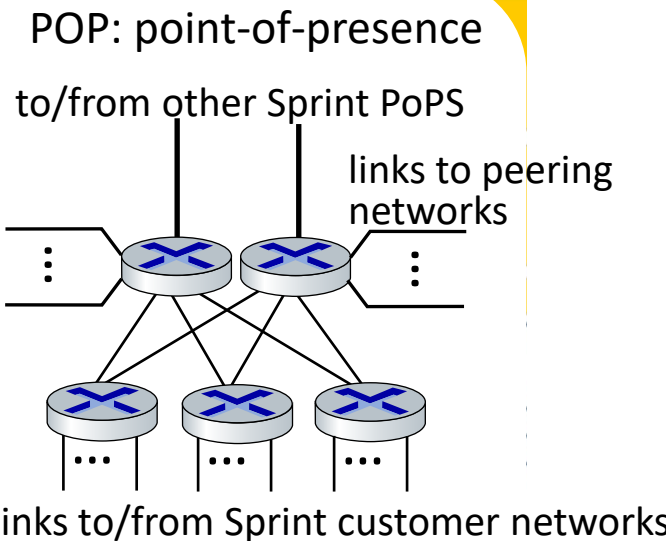 POP: point-of-presence
to/from other Sprint PoPS
links to peering
networks
...
...
...
...
...
inks to/from Sprint customer networks